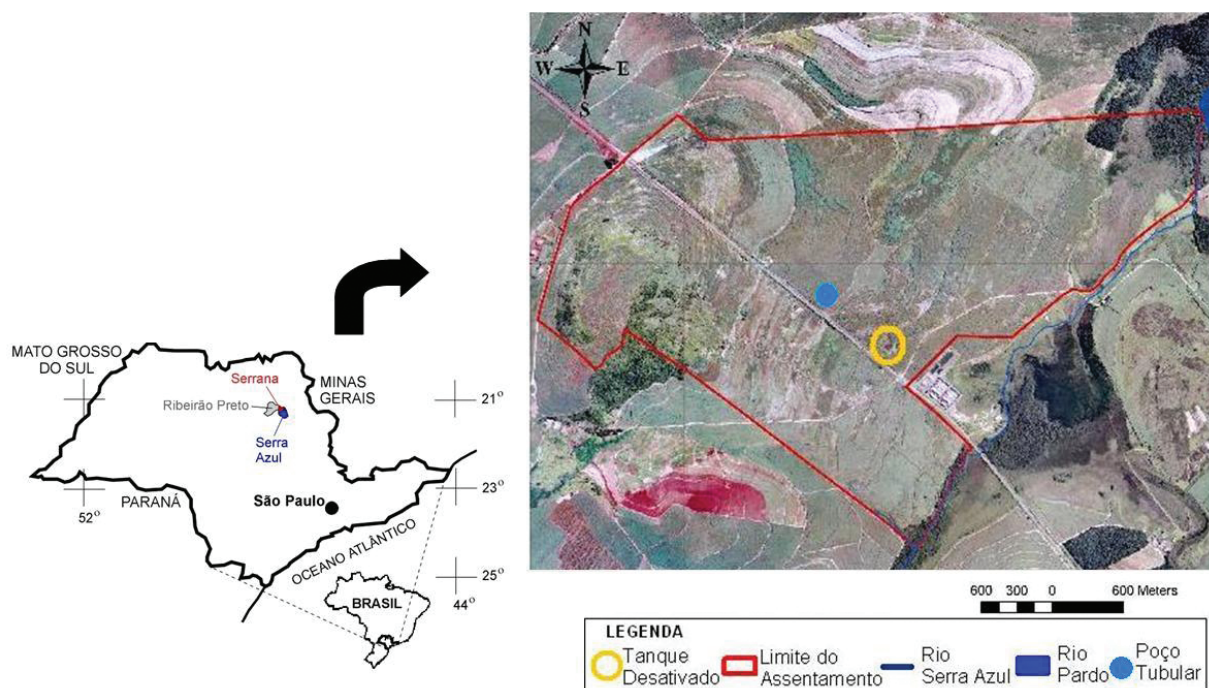 N
W E
S
MATO GROSSO
DO SUL
Serrana
Ribeirão Preto
MINAS
GERAIS
21°
Serra
Azul
PARANÁ
São Paulo
23°
52°
OCEANO ATLÂNTICO
25°
BRASIL
44°
600 300 0 600 Meters
LEGENDA
Tanque
Desativado
Limite do
Assentamento
Rio
Serra Azul
Rio
Pardo
Poço
Tubular